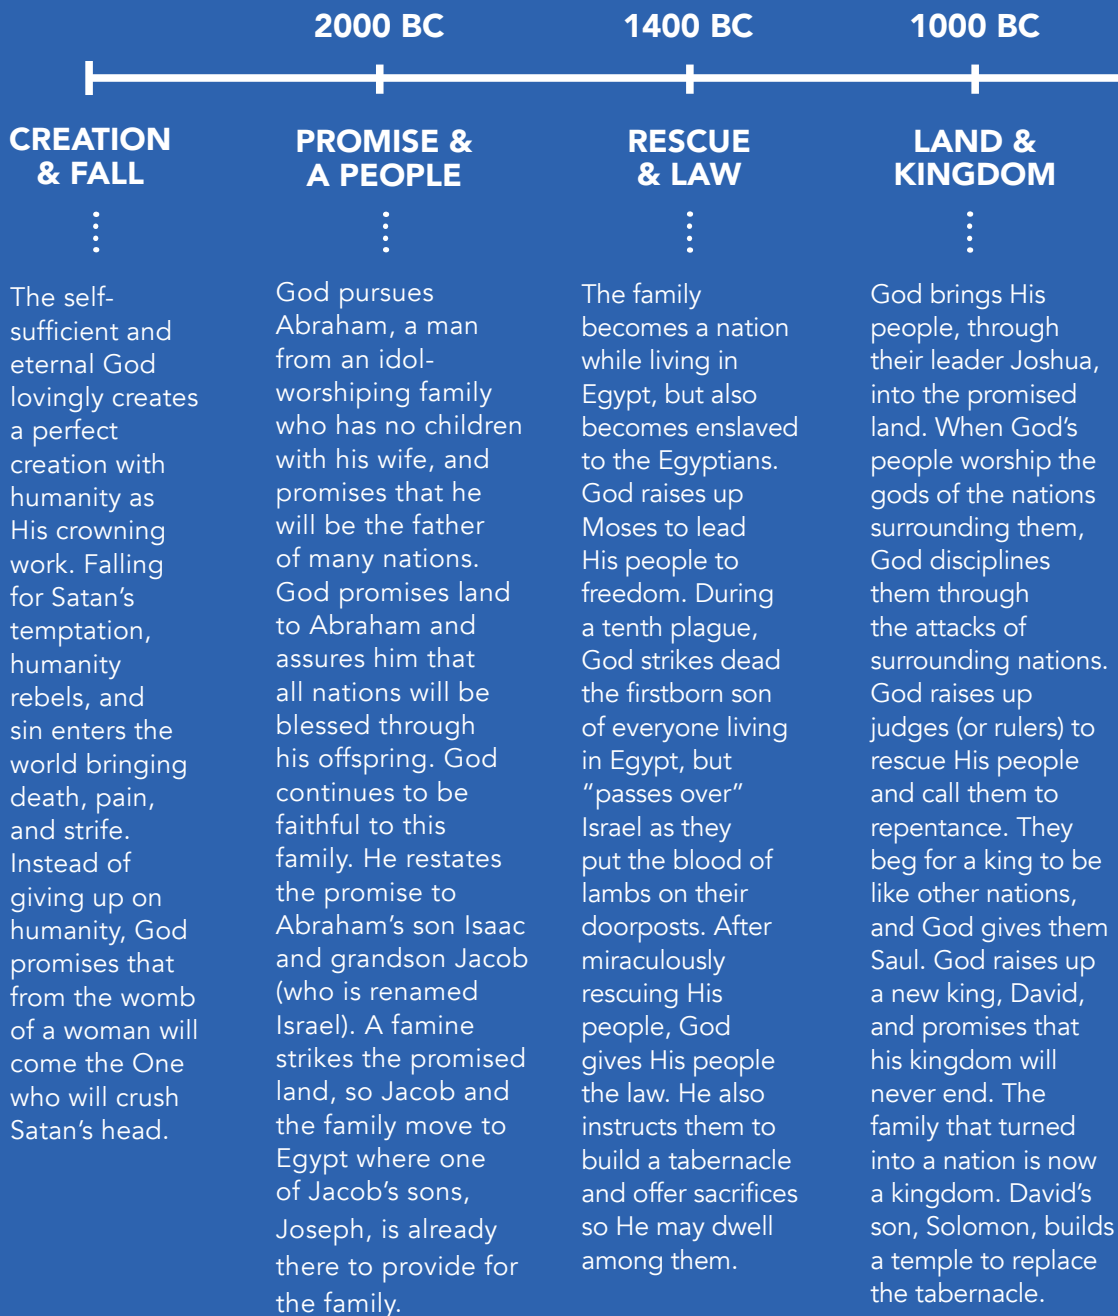 2000 BC
1400 BC
1000 BC
CREATION
& FALL
The self-
sufficient and
eternal God
lovingly creates
a perfect
creation with
humanity as
His crowning
work. Falling
for Satan’s
temptation,
humanity
rebels, and
sin enters the
world bringing
death, pain,
and strife.
Instead of
giving up on
humanity, God
promises that
from the womb
of a woman will
come the One
who will crush
Satan’s head.
PROMISE &
A PEOPLE
God pursues
Abraham, a man
from an idol-
worshiping family
who has no children
with his wife, and
promises that he
will be the father
of many nations.
God promises land
to Abraham and
assures him that
all nations will be
blessed through
his offspring. God
continues to be
faithful to this
family. He restates
the promise to
Abraham’s son Isaac
and grandson Jacob
(who is renamed
Israel). A famine
strikes the promised
land, so Jacob and
the family move to
Egypt where one
of Jacob’s sons,
Joseph, is already
there to provide for
the family.
RESCUE
& LAW
The family
becomes a nation
while living in
Egypt, but also
becomes enslaved
to the Egyptians.
God raises up
Moses to lead
His people to
freedom. During
a tenth plague,
God strikes dead
the firstborn son
of everyone living
in Egypt, but
“passes over”
Israel as they
put the blood of
lambs on their
doorposts. After
miraculously
rescuing His
people, God
gives His people
the law. He also
instructs them to
build a tabernacle
and offer sacrifices
so He may dwell
among them.
LAND &
KINGDOM
God brings His
people, through
their leader Joshua,
into the promised
land. When God’s
people worship the
gods of the nations
surrounding them,
God disciplines
them through
the attacks of
surrounding nations.
God raises up
judges (or rulers) to
rescue His people
and call them to
repentance. They
beg for a king to be
like other nations,
and God gives them
Saul. God raises up
a new king, David,
and promises that
his kingdom will
never end. The
family that turned
into a nation is now
a kingdom. David’s
son, Solomon, builds
a temple to replace
the tabernacle.